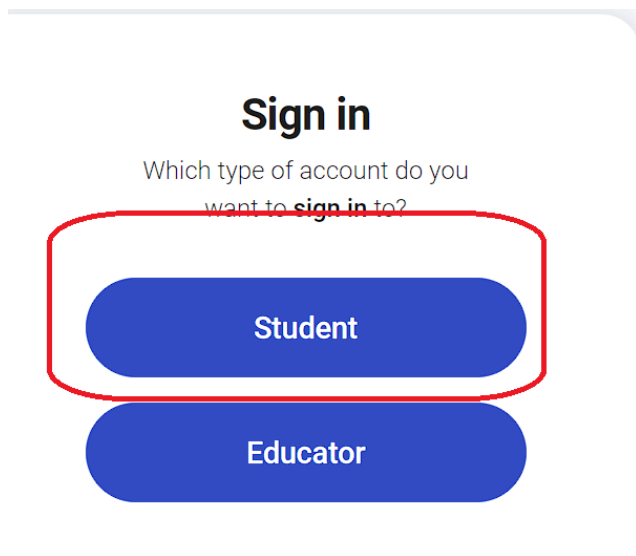 Sign in
Which type of account do you
want to sign in to?
Student
Educator